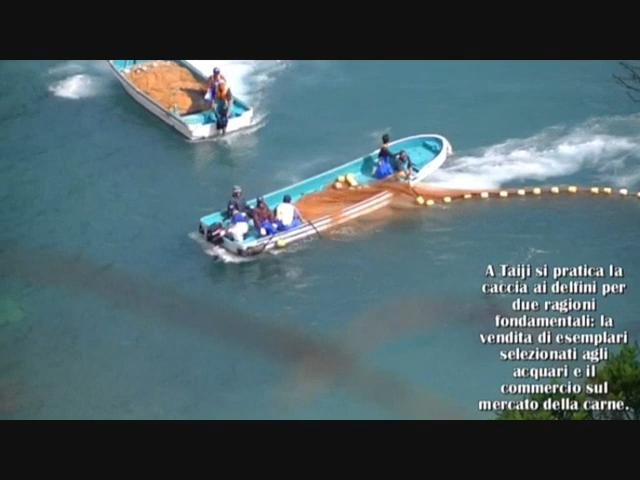 A Taiji si pratica la
caccia ai delfini per
due ragioni
fondamentali: la
vendita di esemplari
selezionati agli
acquari e il
commercio sul
mercato della carne.